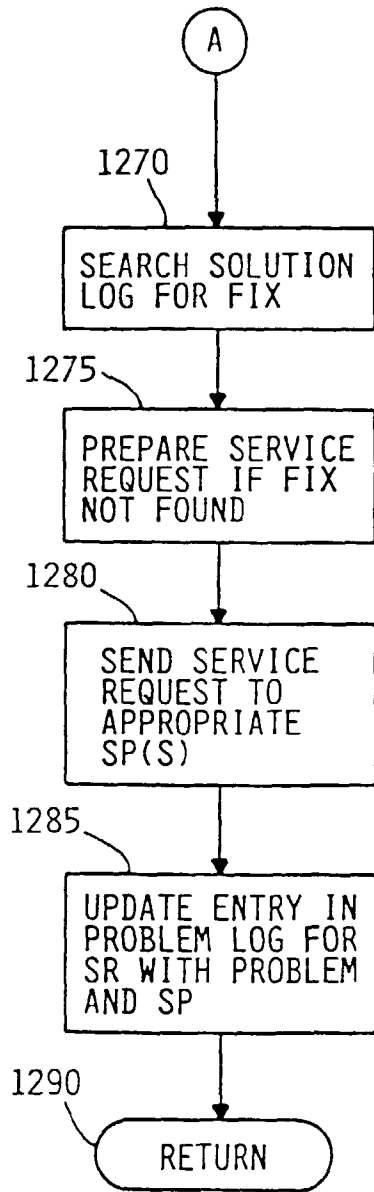 A
1270
SEARCH SOLUTION
LOG FOR FIX
1275
PREPARE SERVICE
REQUEST IF FIX
NOT FOUND
1280
SEND SERVICE
REQUEST TO
APPROPRIATE
SP(S)
1285
UPDATE ENTRY IN
PROBLEM LOG FOR
SR WITH PROBLEM
AND SP
1290
RETURN